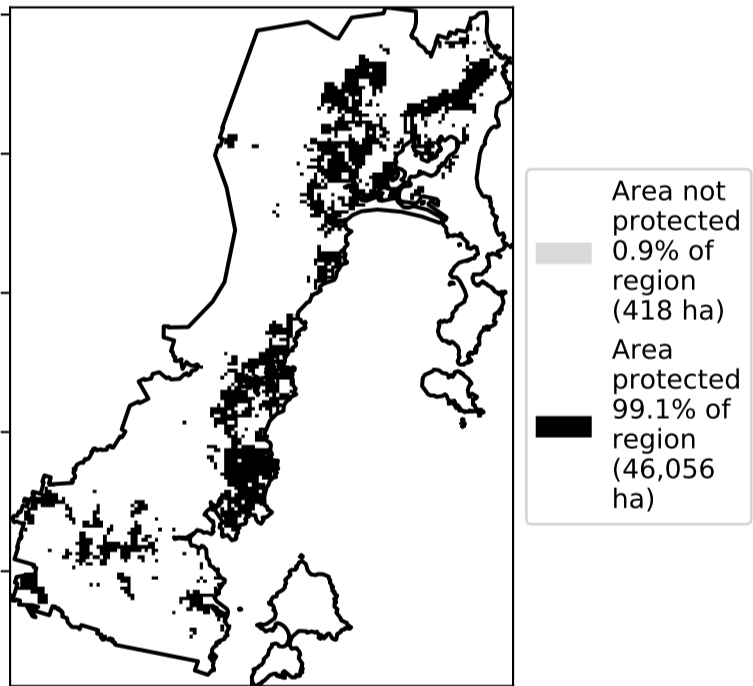 Area not
protected
0.9% of
region
(418 ha)
Area
protected
99.1% of
region
(46,056
ha)